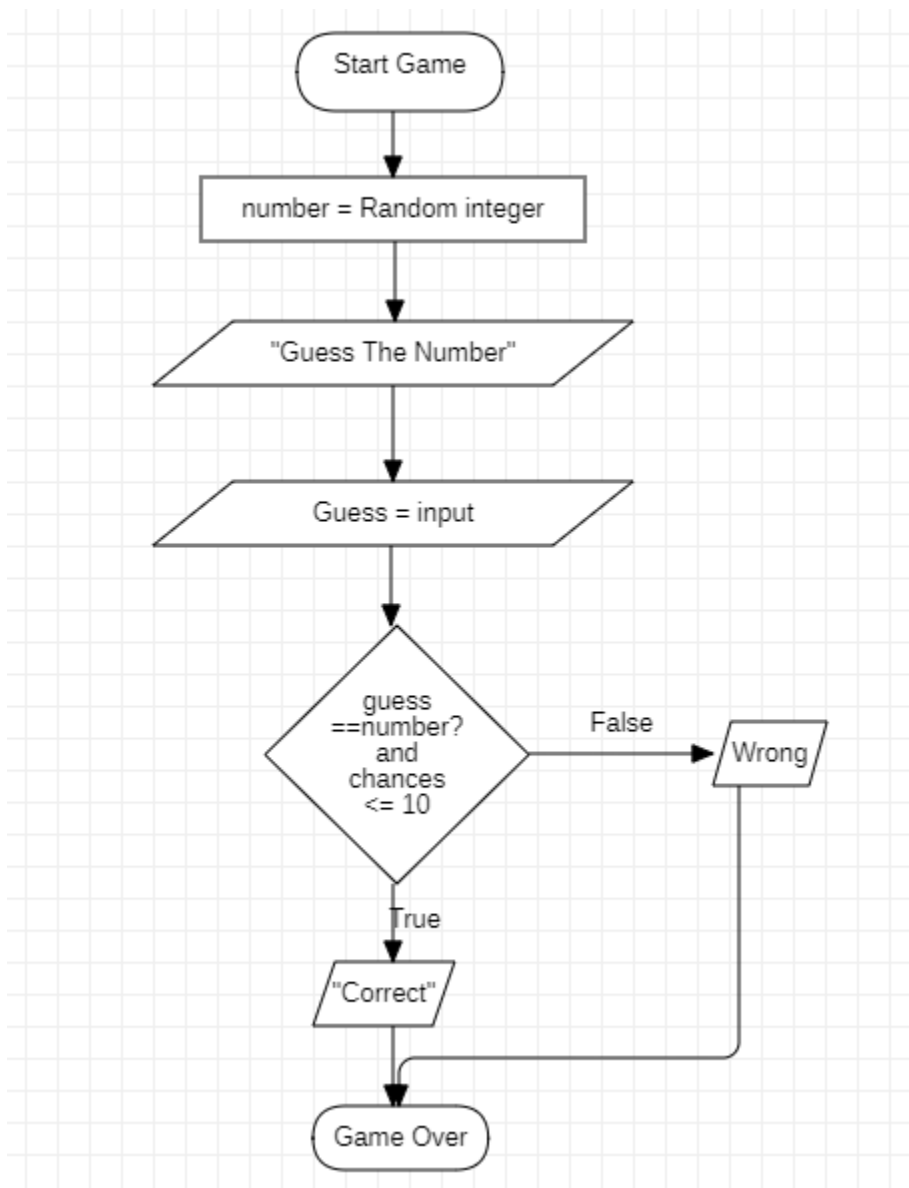 Start Game
number = Random integer
"Guess The Number"
Guess = input
guess
==number?
and
chances
<= 10
False
Wrong
True
"Correct"
Game Over